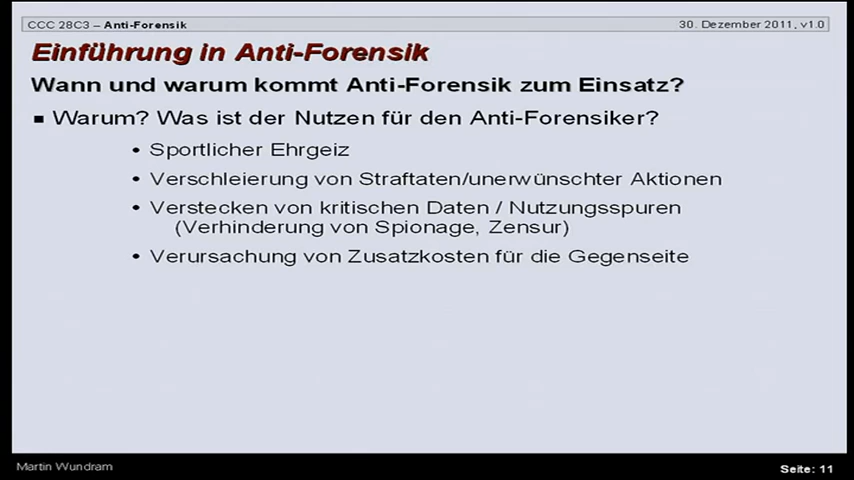 CCC 28C3 – Anti-Forensik
30. Dezember 2011, v1.0
Einführung in Anti-Forensik
Wann und warum kommt Anti-Forensik zum Einsatz?
Warum? Was ist der Nutzen für den Anti-Forensiker?
• Sportlicher Ehrgeiz
• Verschleierung von Straftaten/unerwünschter Aktionen
• Verstecken von kritischen Daten / Nutzungsspuren
(Verhinderung von Spionage, Zensur)
• Verursachung von Zusatzkosten für die Gegenseite
Martin Wundram
Seite: 11